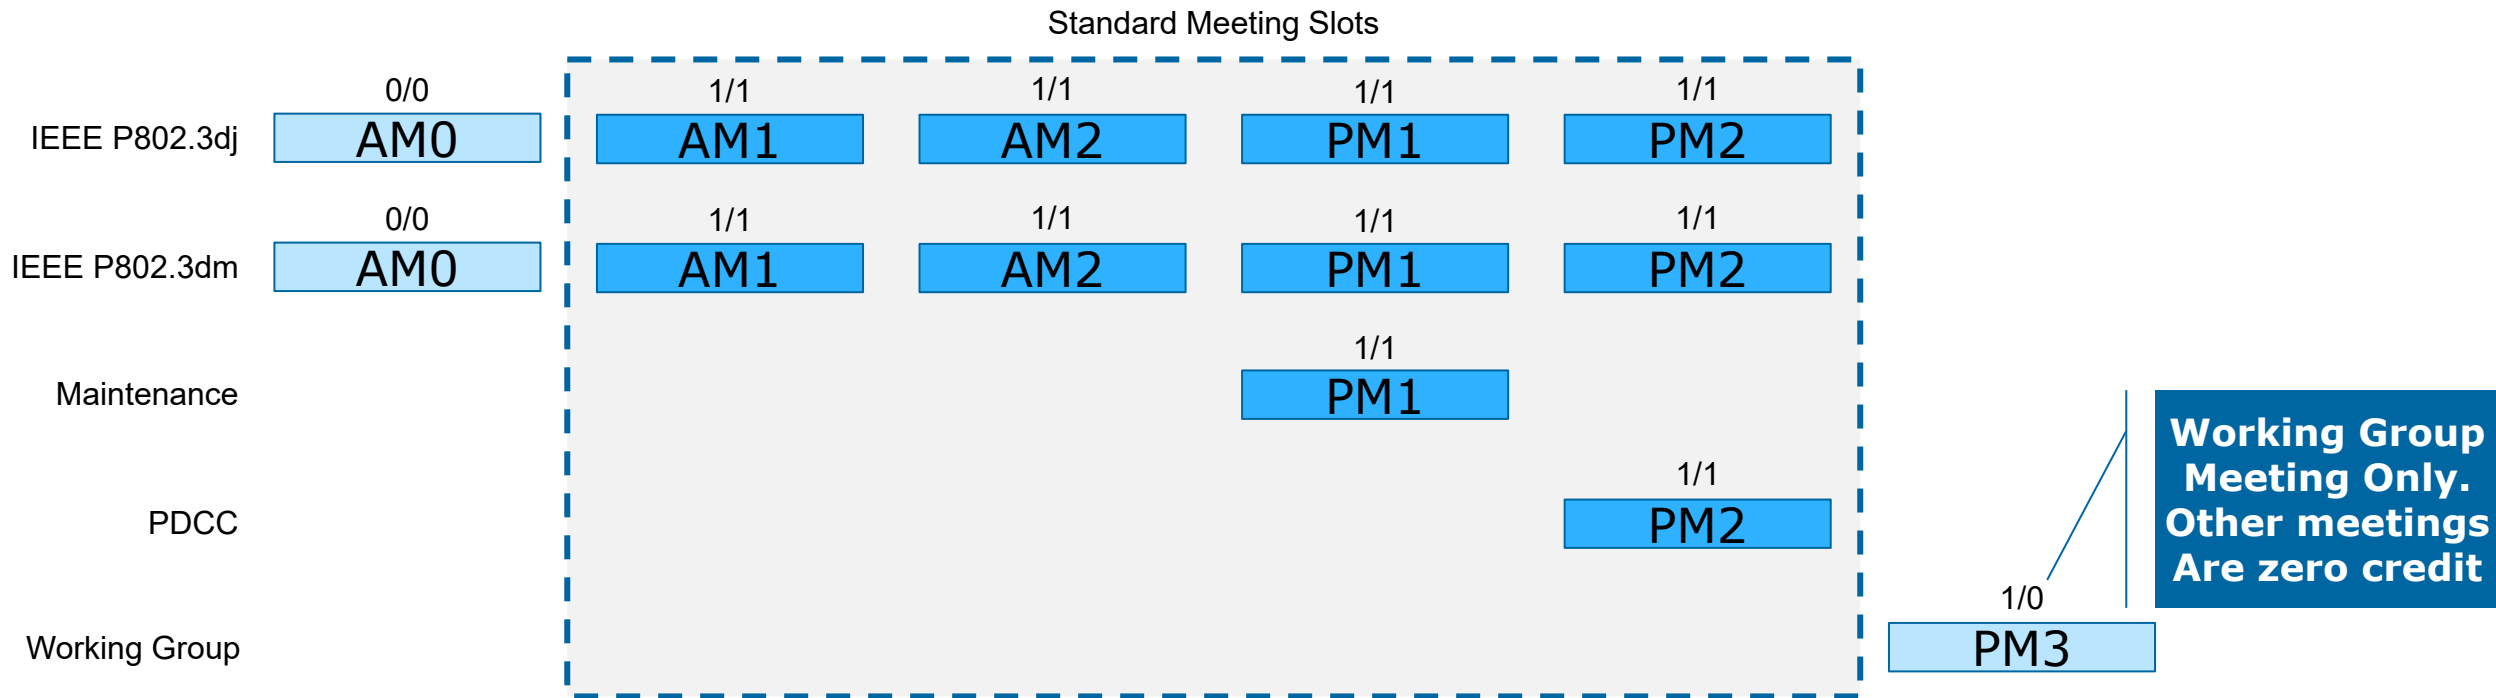 Standard Meeting Slots
0/0 1/1 1/1 1/1 1/1
IEEE P802.3dj AM0 AM1 AM2 PM1 PM2
0/0 1/1 1/1 1/1 1/1
IEEE P802.3dm AM0 AM1 AM2 PM1 PM2
1/1
Maintenance PM1
1/1
PDCC PM2
Working Group
Meeting Only.
Other meetings
Are zero credit
1/0
Working Group PM3